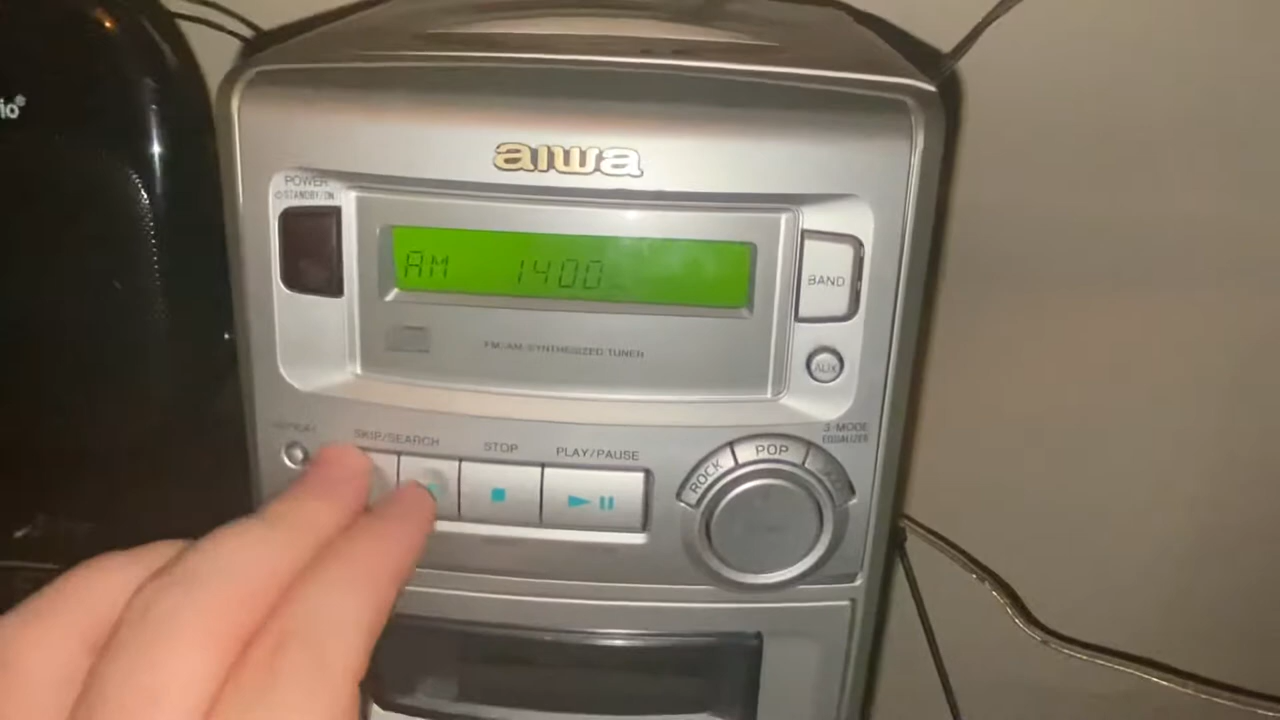 io®
aiwa
POWER
STANDBY/ON
AM 1400
BAND
FM/AM SYNTHESIZED TUNER
AUX
REPEAT
SKIP/SEARCH
STOP
PLAY/PAUSE
3-MODE
EQUALIZER
ROCK
POP